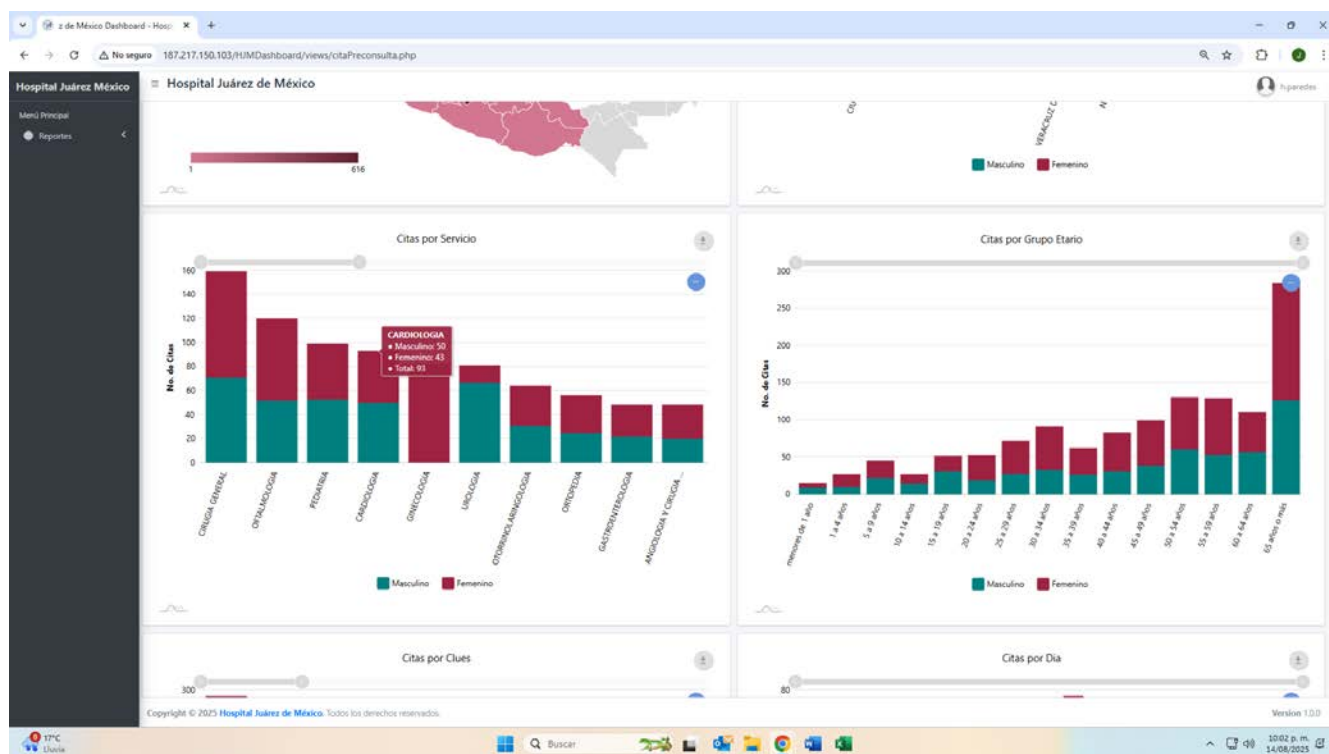 z de México Dashboard - Hosp
No seguro
187.217.150.103/HJMDashboard/views/citaPreconsulta.php
Hospital Juárez México
Hospital Juárez de México
h.paredes
Menú Principal
Reportes
1
616
VERACRUZ D
N
Masculino
Femenino
Citas por Servicio
160
140
120
100
80
60
40
20
0
No. de Citas
CARDIOLOGIA
Masculino: 50
Femenino: 43
Total: 93
CIRUGIA GENERAL
OFTALMOLOGIA
PEDIATRIA
CARDIOLOGIA
GINECOLOGIA
UROLOGIA
OTORRINOLARINGOLOGIA
ORTOPEDIA
GASTROENTEROLOGIA
ANGIOLOGIA Y CIRUGIA ...
Masculino
Femenino
Citas por Grupo Etario
300
250
200
150
100
50
0
No. de Citas
menores de 1 año
1 a 4 años
5 a 9 años
10 a 14 años
15 a 19 años
20 a 24 años
25 a 29 años
30 a 34 años
35 a 39 años
40 a 44 años
45 a 49 años
50 a 54 años
55 a 59 años
60 a 64 años
65 años o más
Masculino
Femenino
Citas por Clues
300
Citas por Dia
80
Copyright © 2025 Hospital Juárez de México. Todos los derechos reservados.
Version 1.0.0
17°C
Lluvia
Buscar
10:02 p. m.
14/08/2025